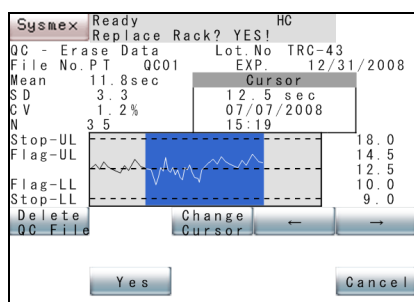 Sysmex Ready HC
Replace Rack? YES!
QC - Erase Data Lot.No TRC-43
File No.PT QC01 EXP. 12/31/2008
Mean 11.8sec Cursor
SD 3.3 12.5 sec
CV 1.2% 07/07/2008
N 35 15:19
Stop-UL 18.0
Flag-UL 14.5
12.5
Flag-LL 10.0
Stop-LL 9.0
Delete QC File Change Cursor ← →
Yes Cancel